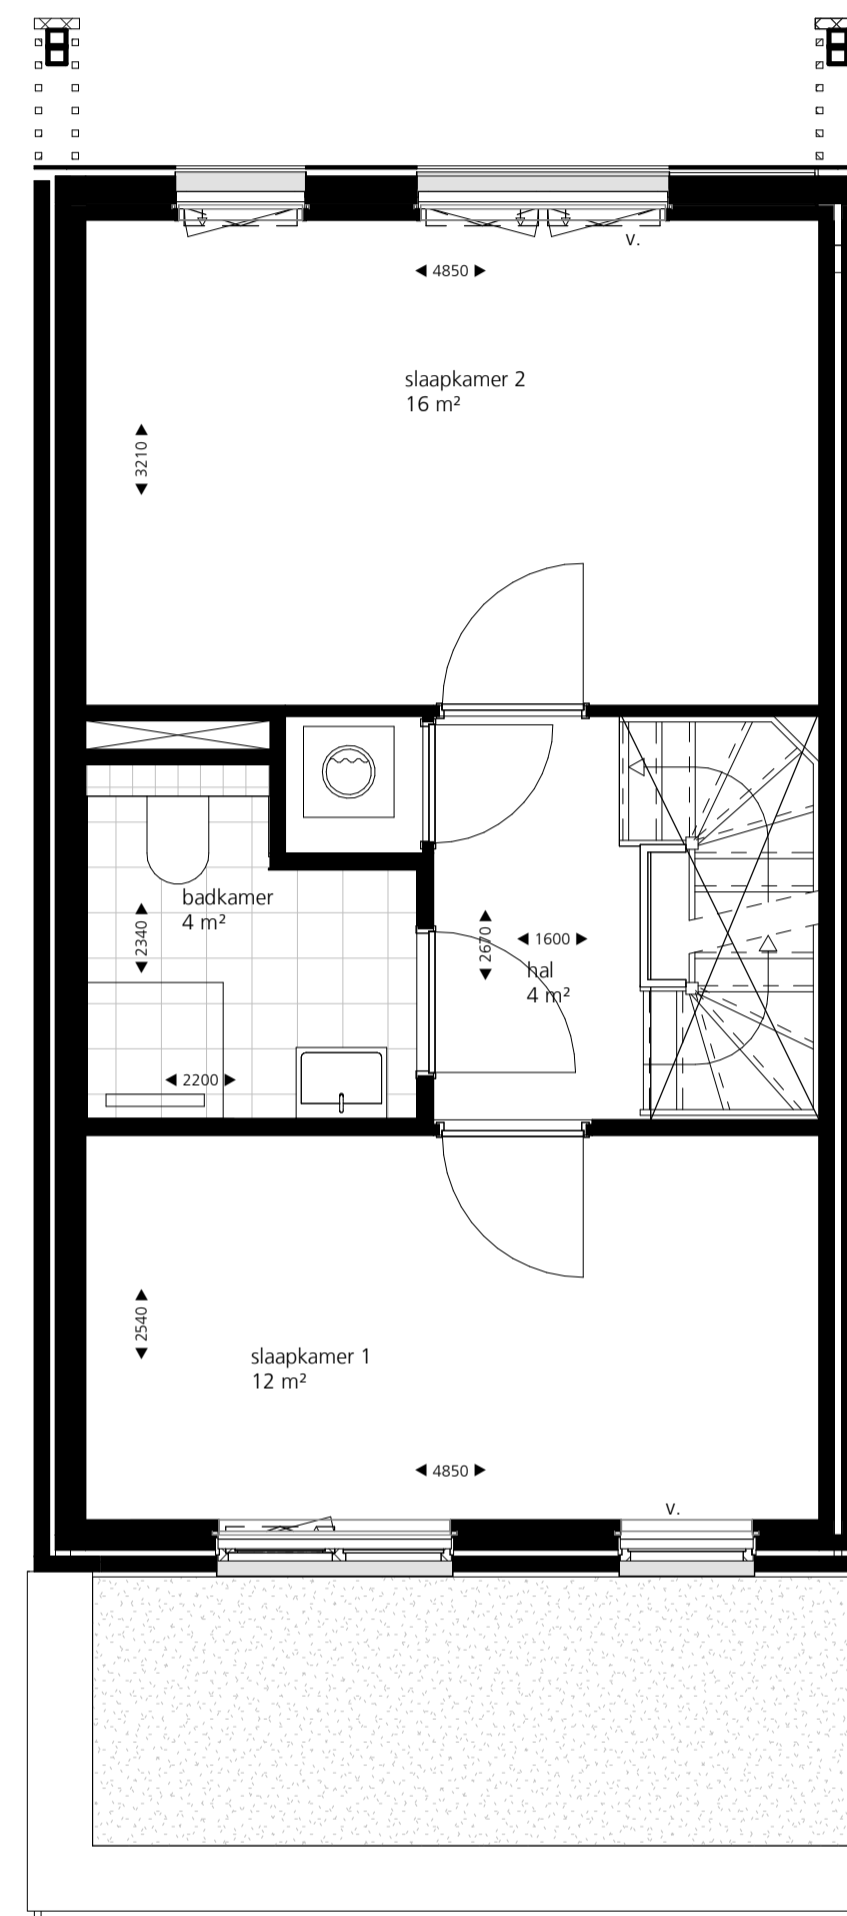 v.
4850
slaapkamer 2
16 m²
3210
badkamer
4 m²
2340
2670
1600
hal
4 m²
2200
2540
slaapkamer 1
12 m²
4850
v.